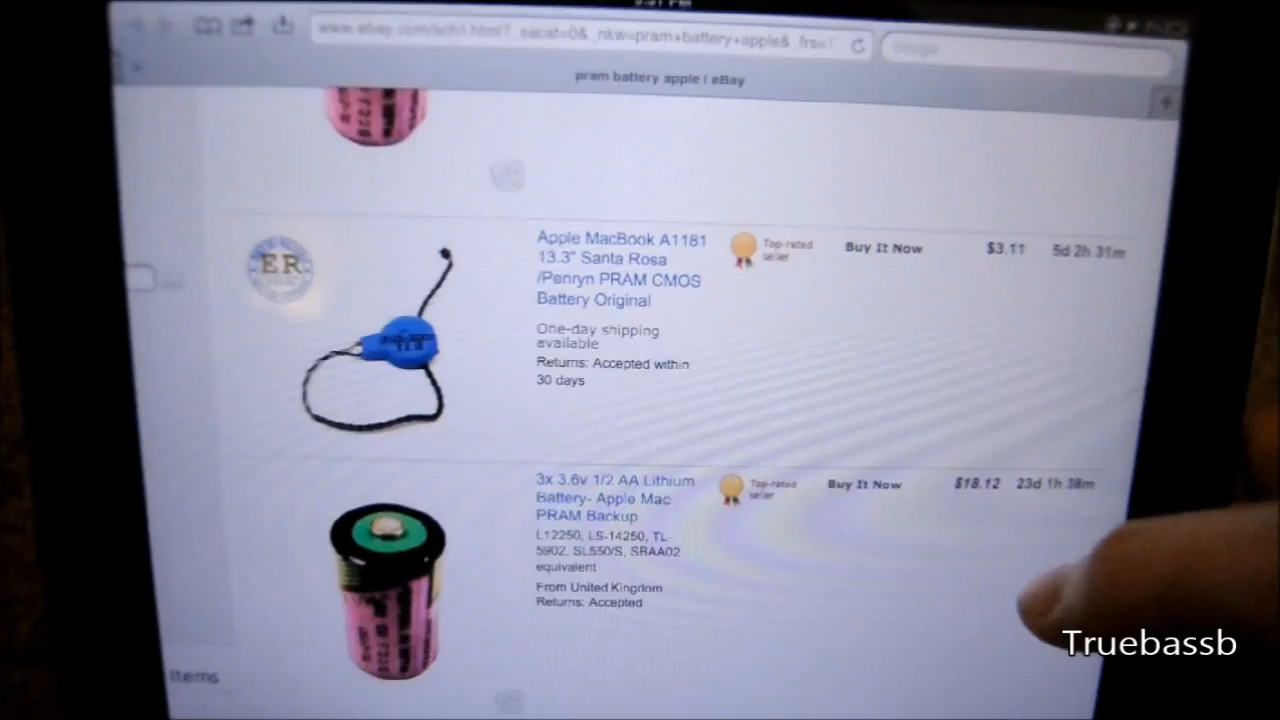 pram battery apple | eBay
ER
Apple MacBook A1181
13.3" Santa Rosa
/Penryn PRAM CMOS
Battery Original
One-day shipping
available
Returns: Accepted within
30 days
Top-rated
seller
Buy It Now
$3.11
5d 2h 31m
3x 3.6v 1/2 AA Lithium
Battery- Apple Mac
PRAM Backup
L12250, LS-14250, TL-
5902, SL550/S, SBAA02
equivalent
From United Kingdom
Returns: Accepted
Top-rated
seller
Buy It Now
$18.12
23d 1h 38m
Items
Truebassb